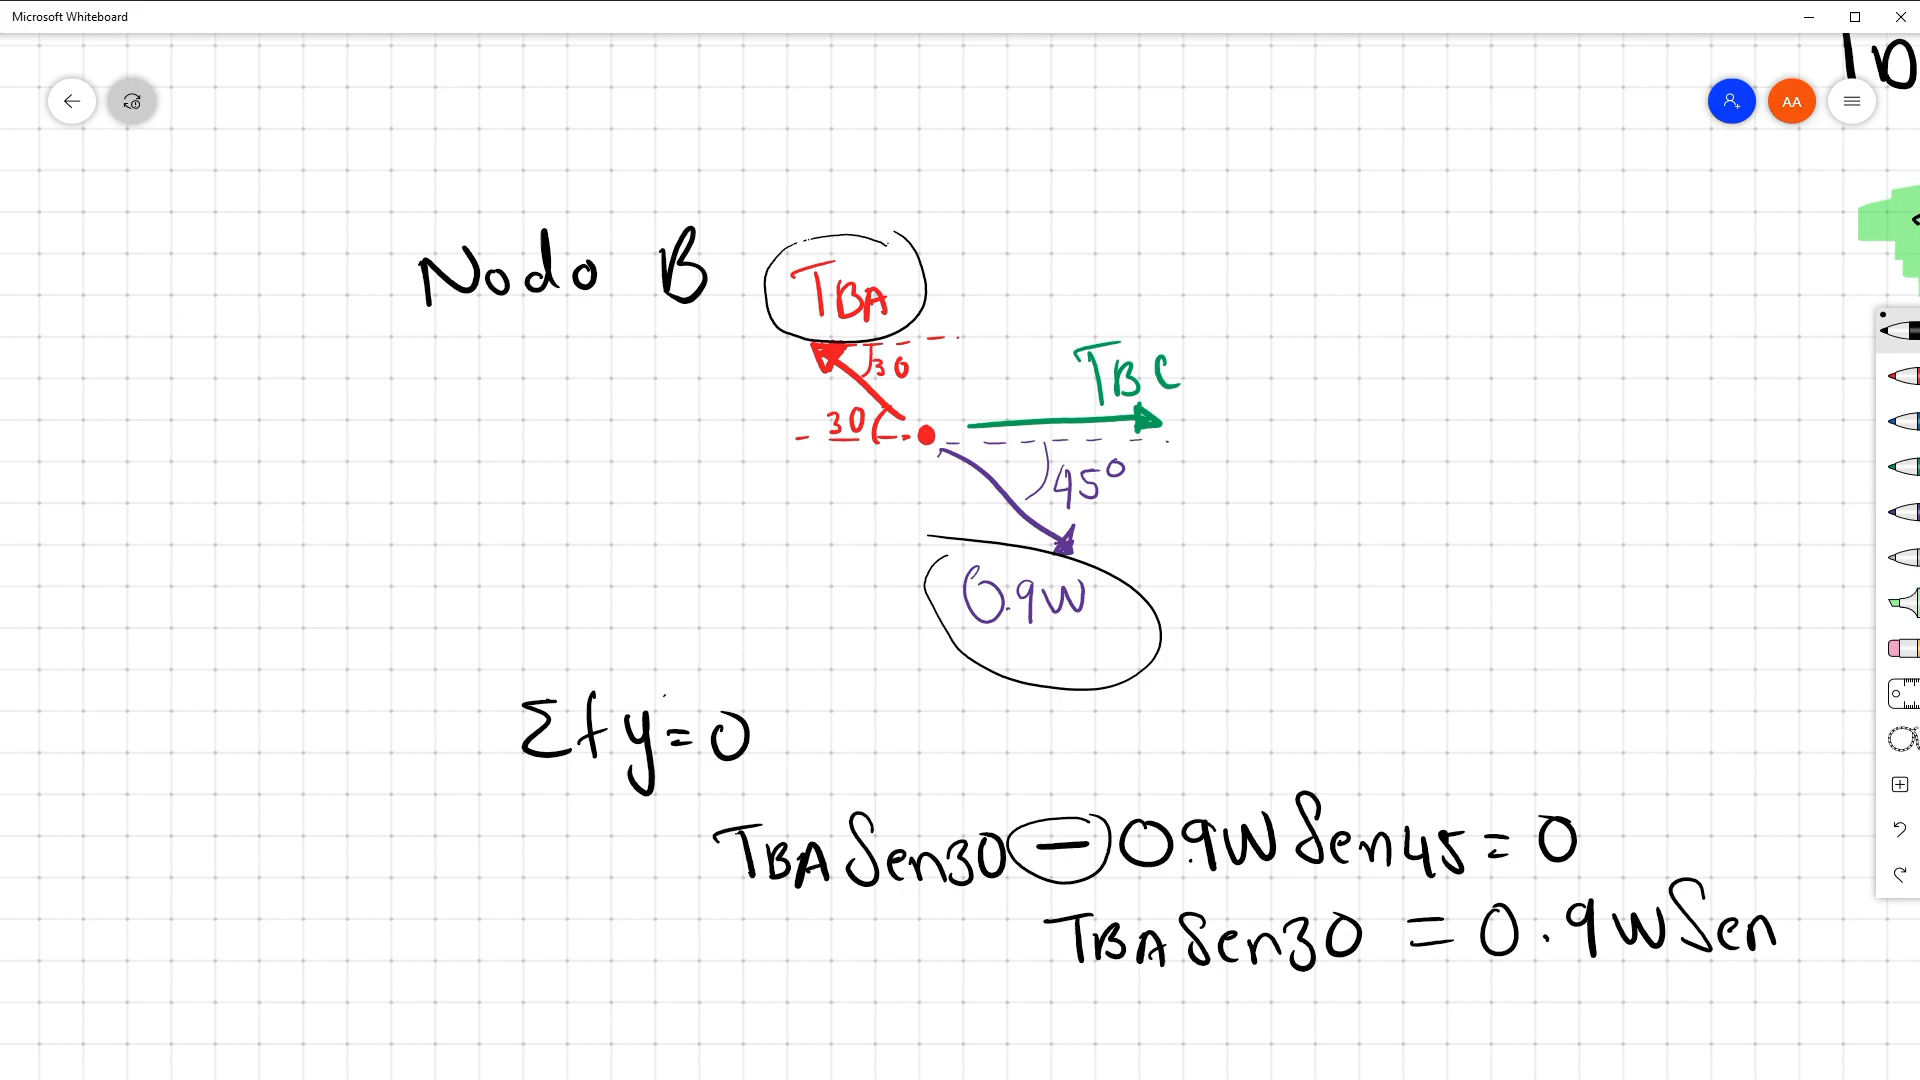 Microsoft Whiteboard
AA
Nodo B
TBA
30
30
TBC
45°
0.9W
Σfy=0
TBA Sen30 - 0.9W Sen45 = 0
TBA Sen30 = 0.9W Sen